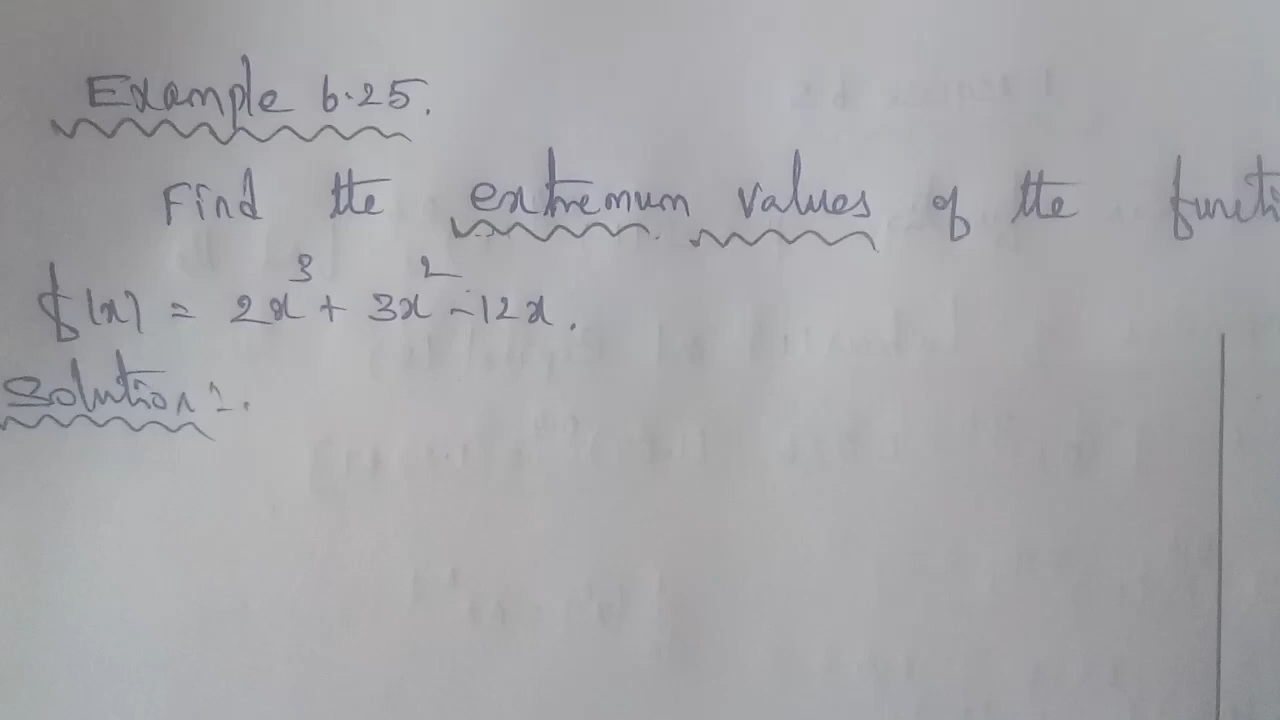 Example 6.25.
Find the extremum values of the functi
f(x) = 2x³ + 3x² - 12x.
Solution:.